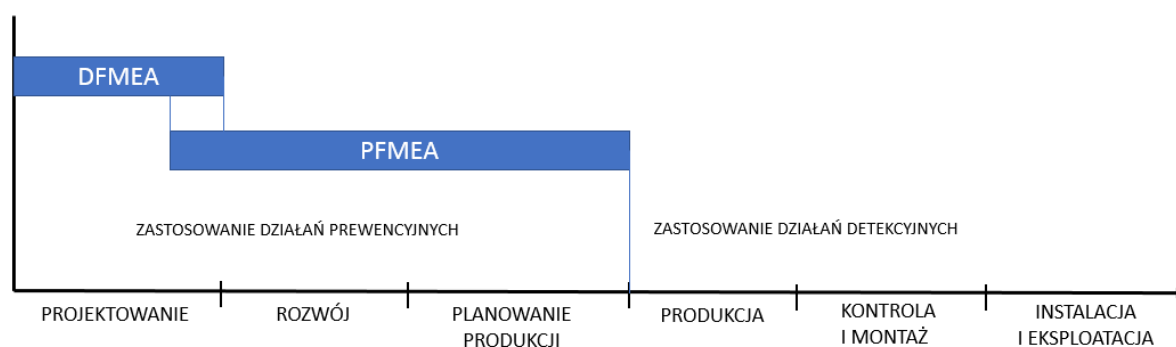 DFMEA
PFMEA
ZASTOSOWANIE DZIAŁAŃ PREWENCYJNYCH
ZASTOSOWANIE DZIAŁAŃ DETEKCYJNYCH
PROJEKTOWANIE
ROZWÓJ
PLANOWANIE
PRODUKCJI
PRODUKCJA
KONTROLA
I MONTAŻ
INSTALACJA
I EKSPLOATACJA